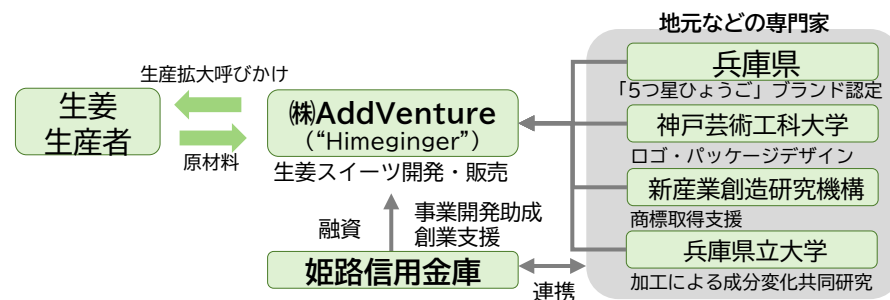 地元などの専門家
生産拡大呼びかけ
生姜
生産者
原材料
㈱AddVenture
(“Himeginger”)
生姜スイーツ開発・販売
融資
事業開発助成
創業支援
姫路信用金庫
連携
兵庫県
「5つ星ひょうご」ブランド認定
神戸芸術工科大学
ロゴ・パッケージデザイン
新産業創造研究機構
商標取得支援
兵庫県立大学
加工による成分変化共同研究